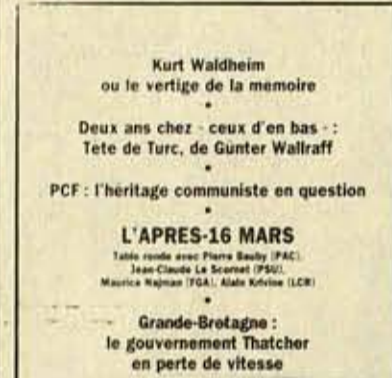 Kurt Waldheim
ou le vertige de la memoire
•
Deux ans chez - ceux d'en bas - :
Tete de Turc, de Günter Wallraff
•
PCF : l'héritage communiste en question
•
L'APRES-16 MARS
Table ronde avec Pierre Bauby (PAC),
Jean-Claude Le Scornet (PSU),
Maurice Najman (FGA), Alain Krivine (LCR)
•
Grande-Bretagne :
le gouvernement Thatcher
en perte de vitesse